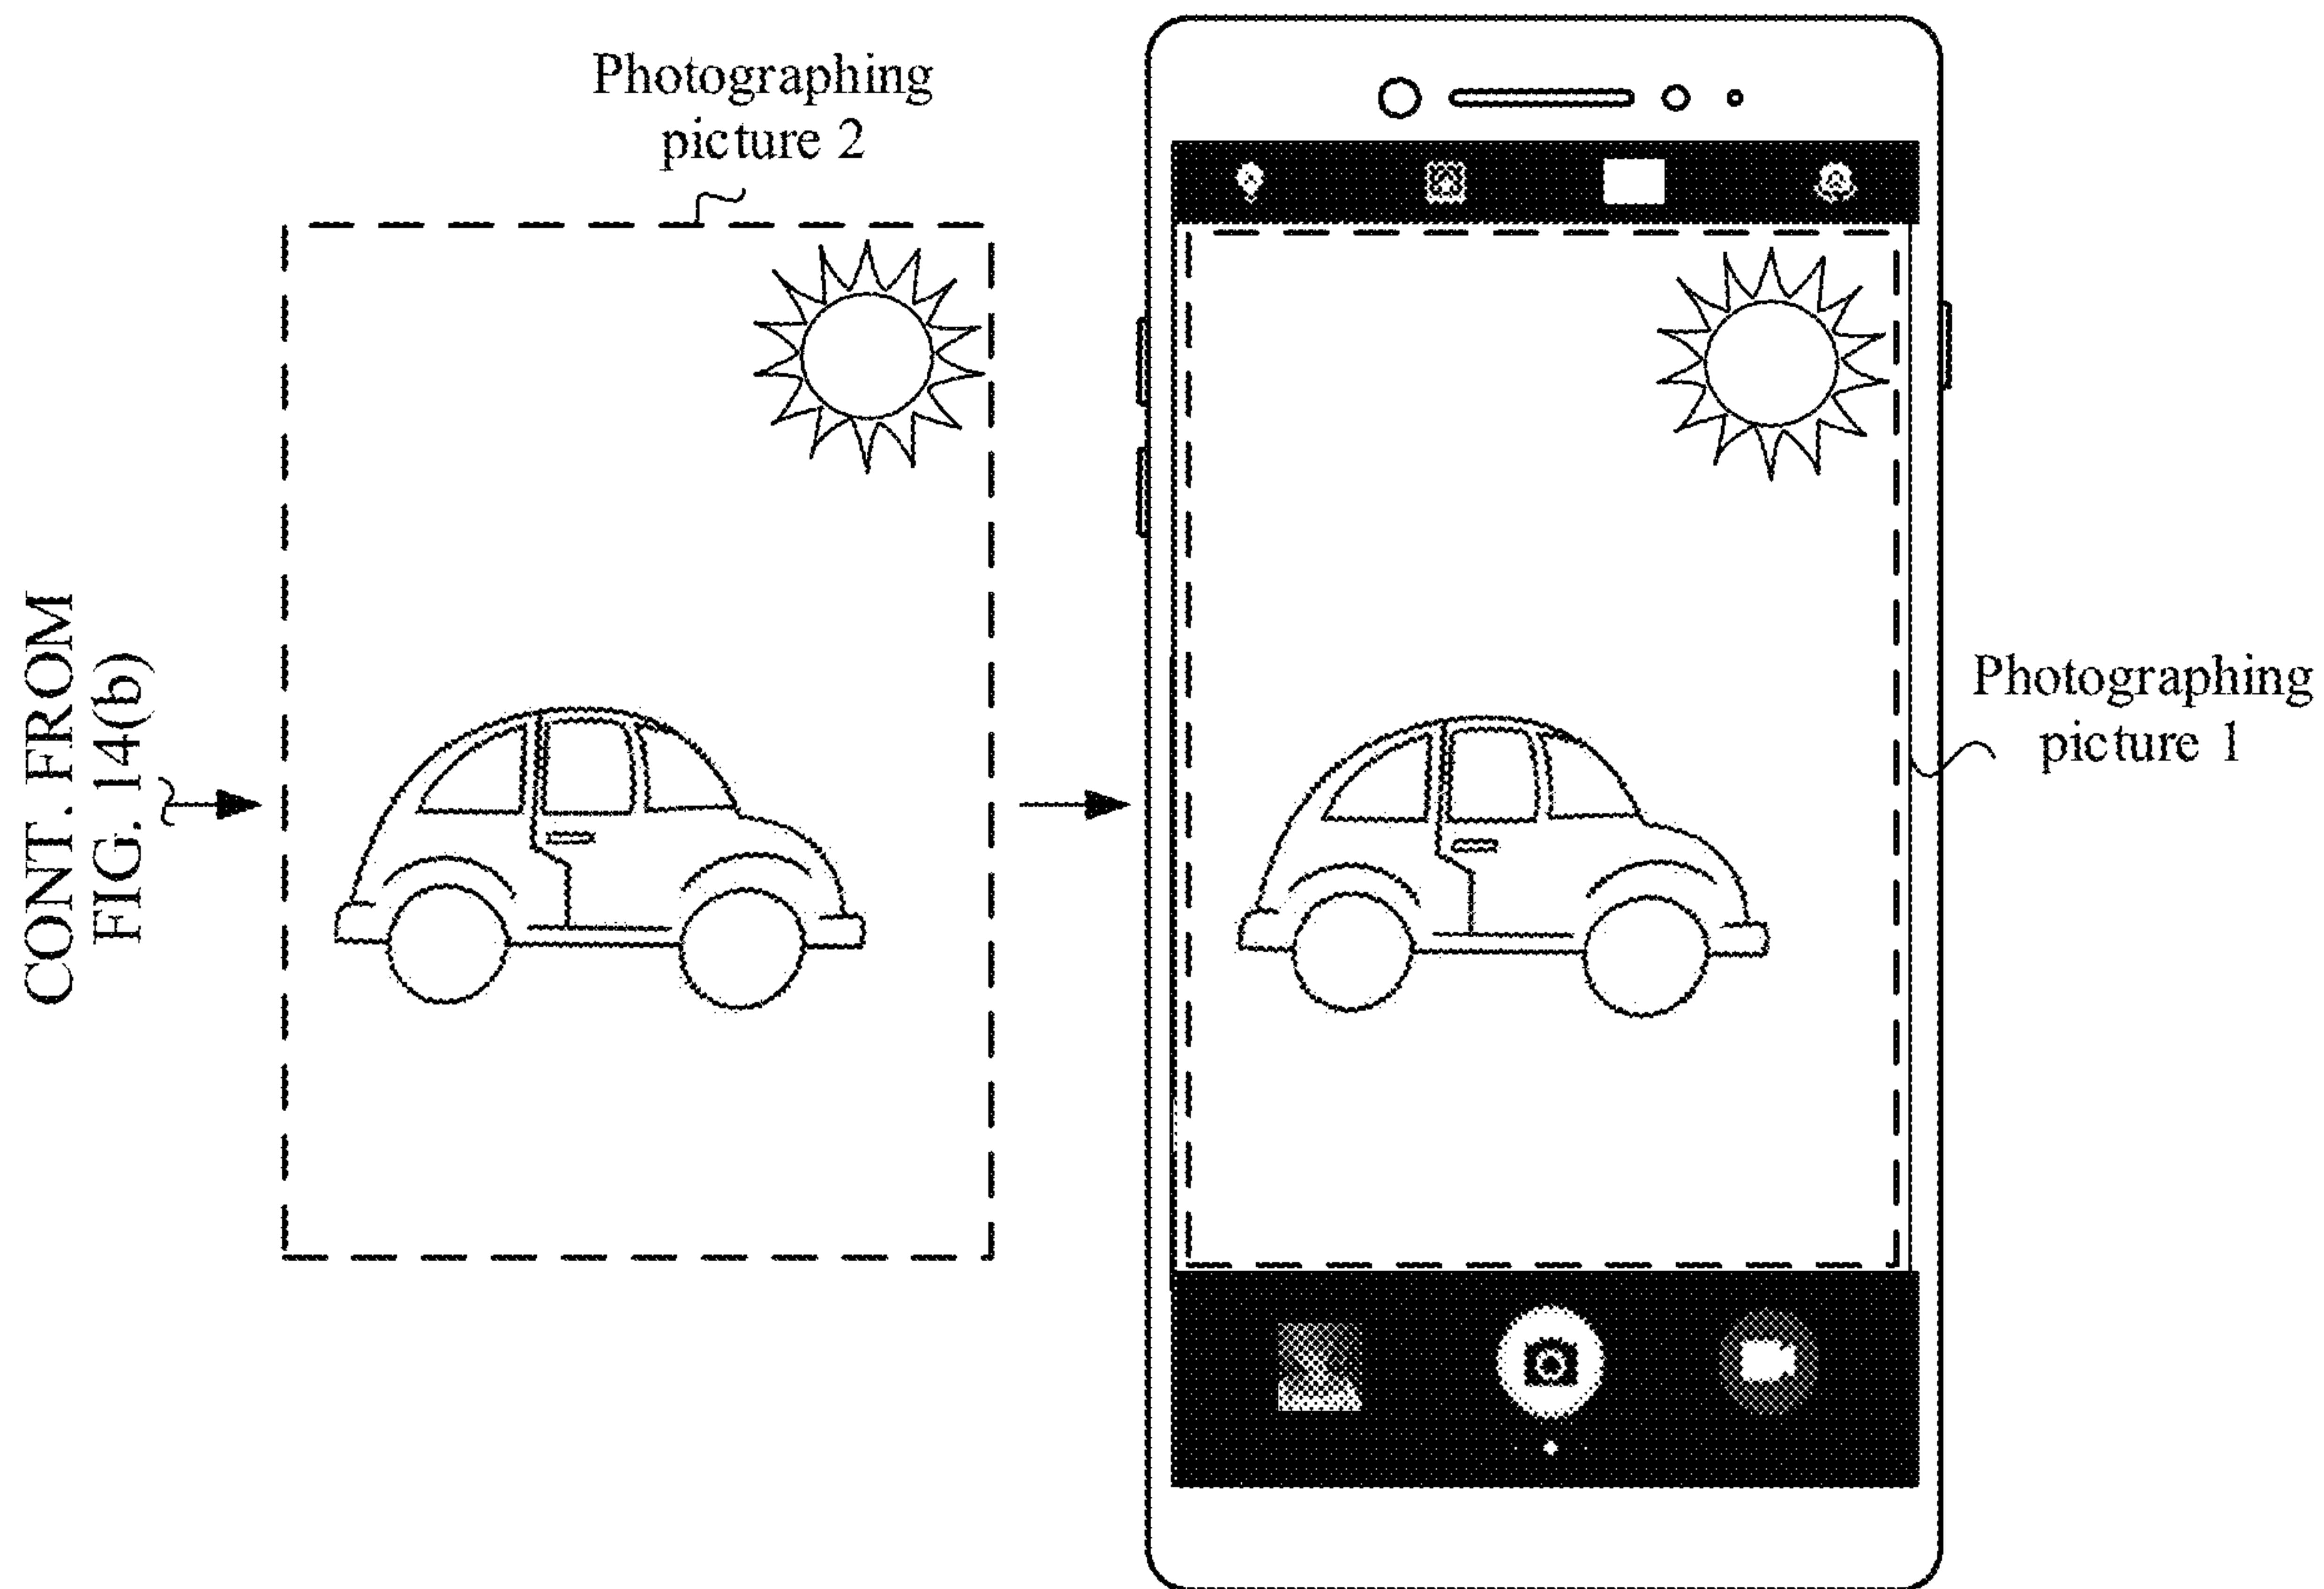 Photographing
picture 2
CONT. FROM
FIG. 14(b)
Photographing
picture 1